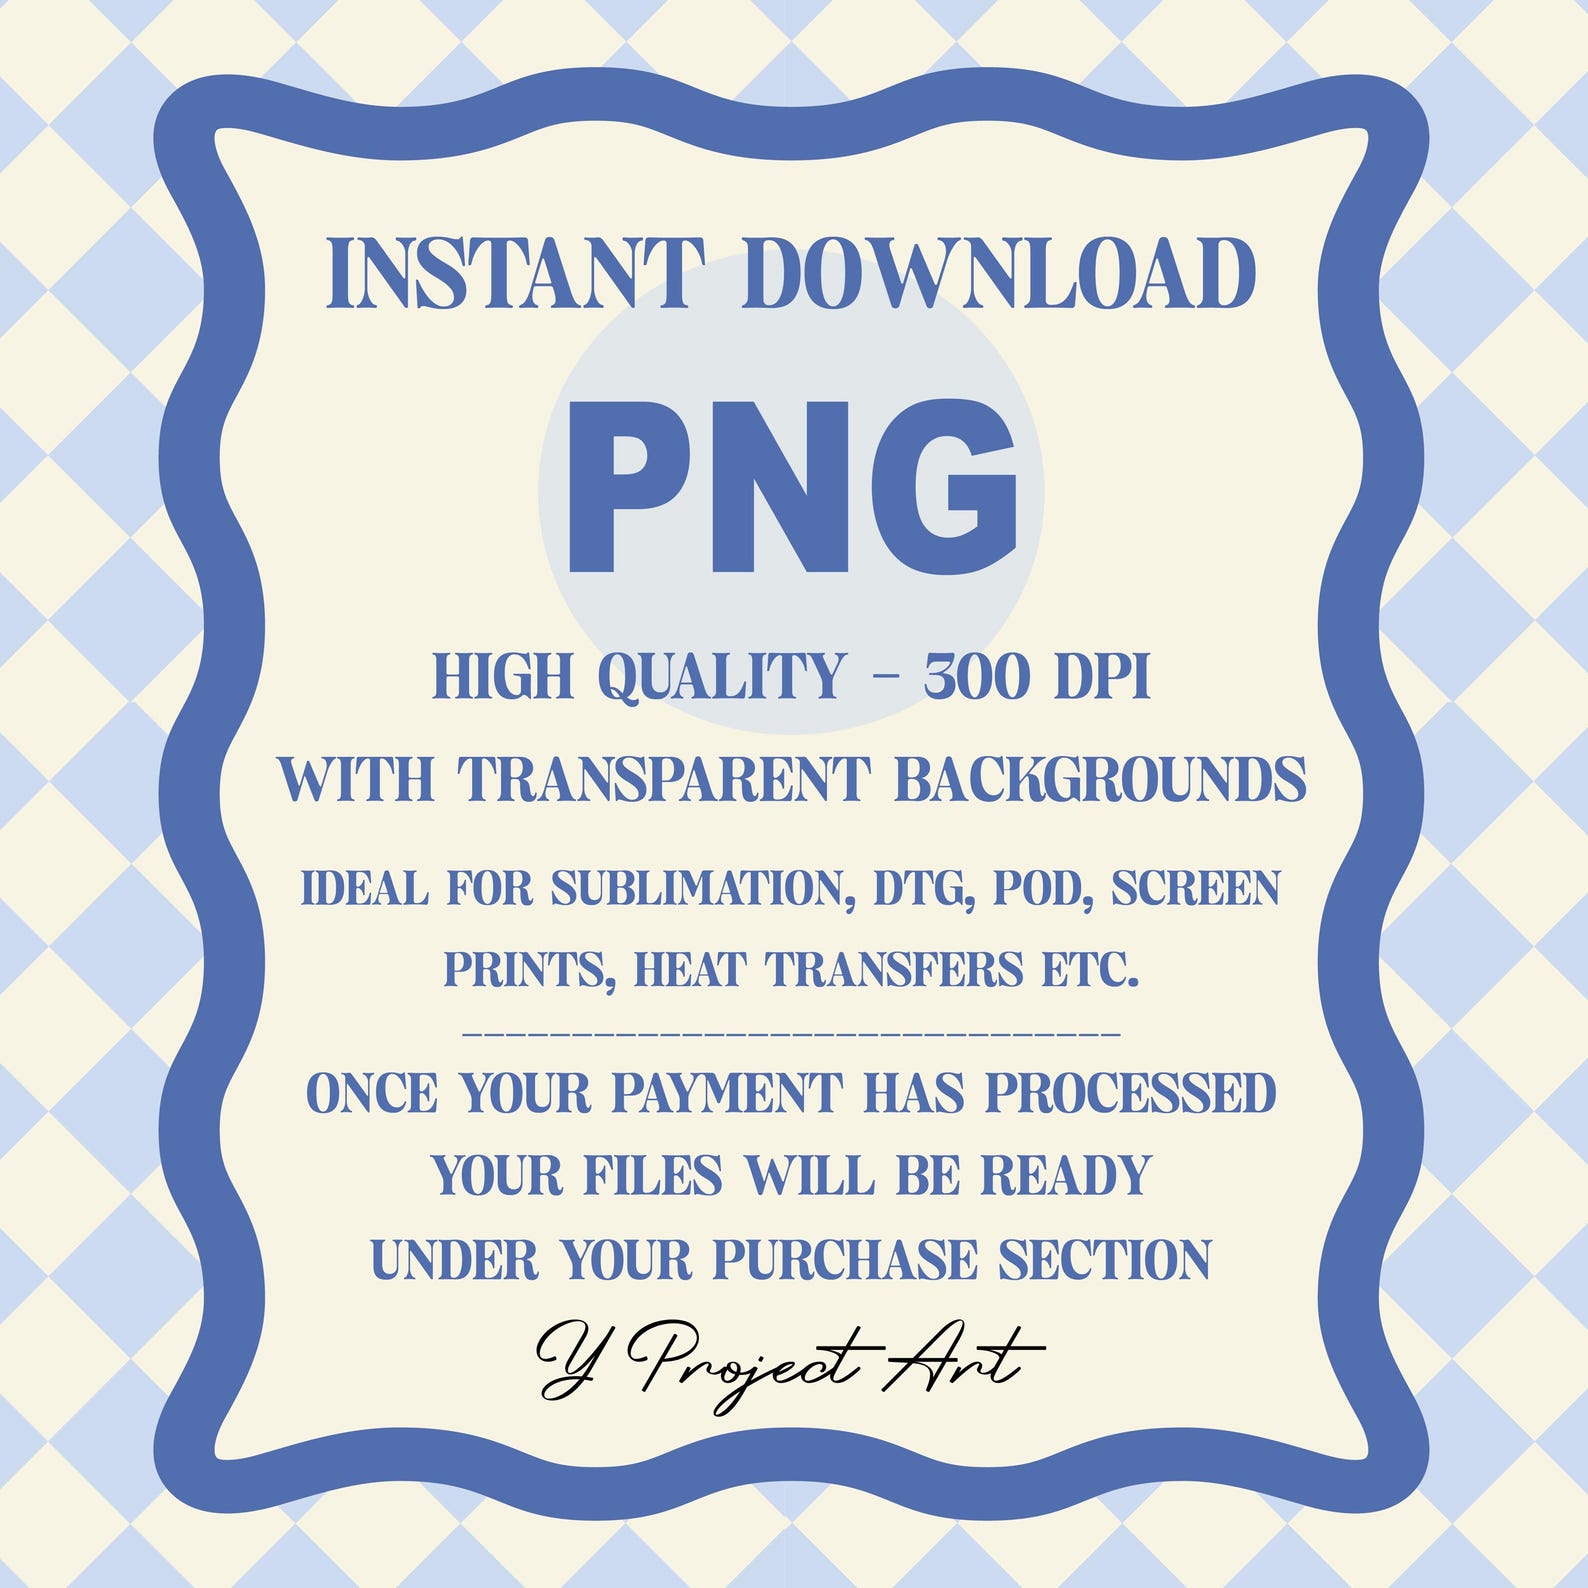 INSTANT DOWNLOAD
PNG
HIGH QUALITY - 300 DPI
WITH TRANSPARENT BACKGROUNDS
IDEAL FOR SUBLIMATION, DTG, POD, SCREEN
PRINTS, HEAT TRANSFERS ETC.
------------------------------
ONCE YOUR PAYMENT HAS PROCESSED
YOUR FILES WILL BE READY
UNDER YOUR PURCHASE SECTION
Y Project Art